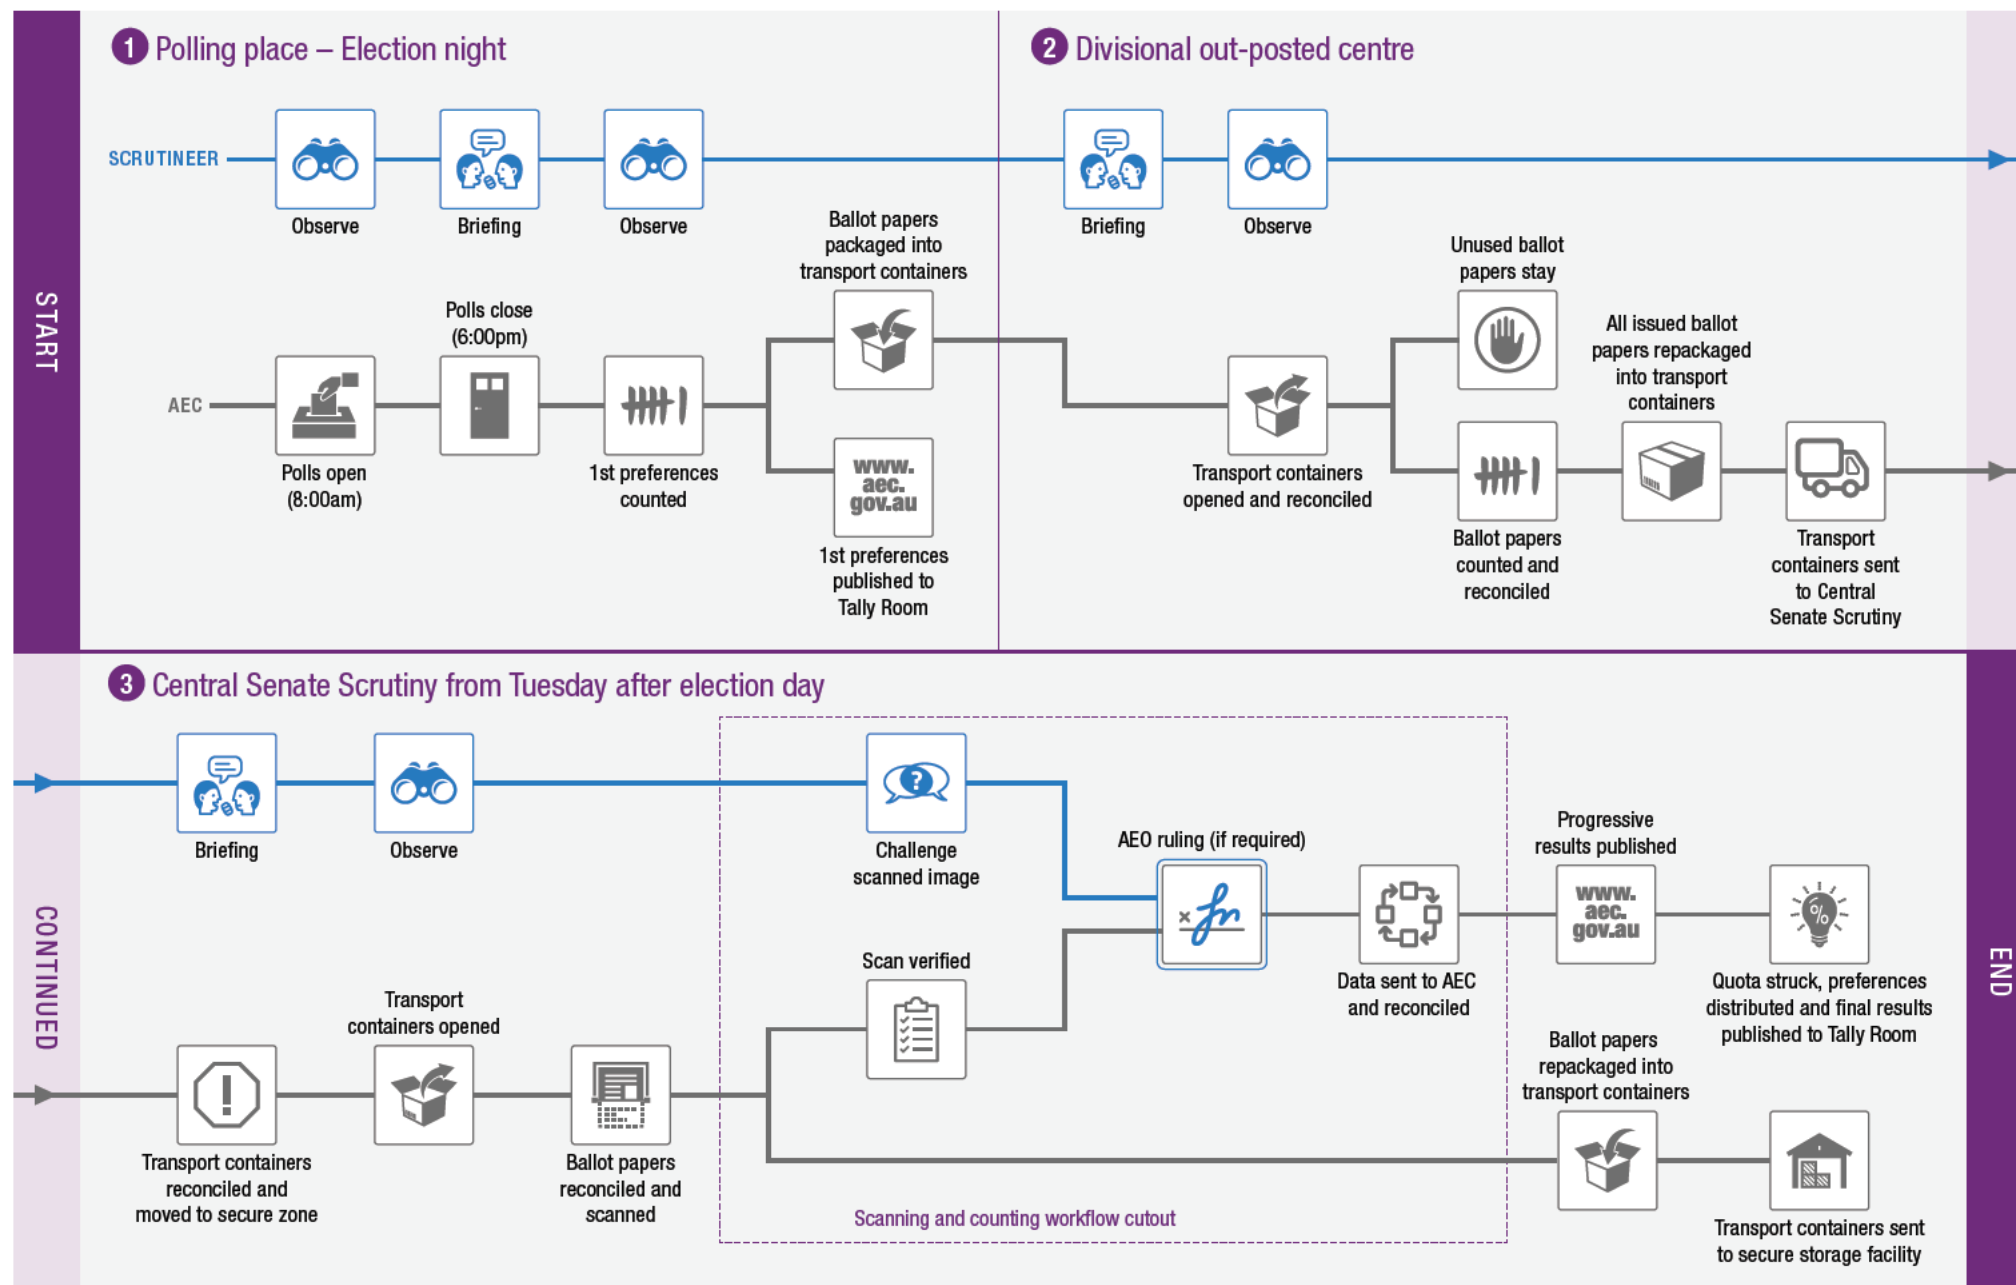 1 Polling place – Election night
2 Divisional out-posted centre
START
SCRUTINEER
Observe
Briefing
Observe
Briefing
Observe
AEC
Polls open
(8:00am)
Polls close
(6:00pm)
1st preferences
counted
Ballot papers
packaged into
transport containers
www.
aec.
gov.au
1st preferences
published to
Tally Room
Transport containers
opened and reconciled
Unused ballot
papers stay
Ballot papers
counted and
reconciled
All issued ballot
papers repackaged
into transport
containers
Transport
containers sent
to Central
Senate Scrutiny
3 Central Senate Scrutiny from Tuesday after election day
CONTINUED
Briefing
Observe
?
Challenge
scanned image
AEO ruling (if required)
Transport containers
reconciled and
moved to secure zone
Transport
containers opened
Ballot papers
reconciled and
scanned
Scan verified
Data sent to AEC
and reconciled
Progressive
results published
www.
aec.
gov.au
%
Quota struck, preferences
distributed and final results
published to Tally Room
Ballot papers
repackaged into
transport containers
Transport containers sent
to secure storage facility
Scanning and counting workflow cutout
END